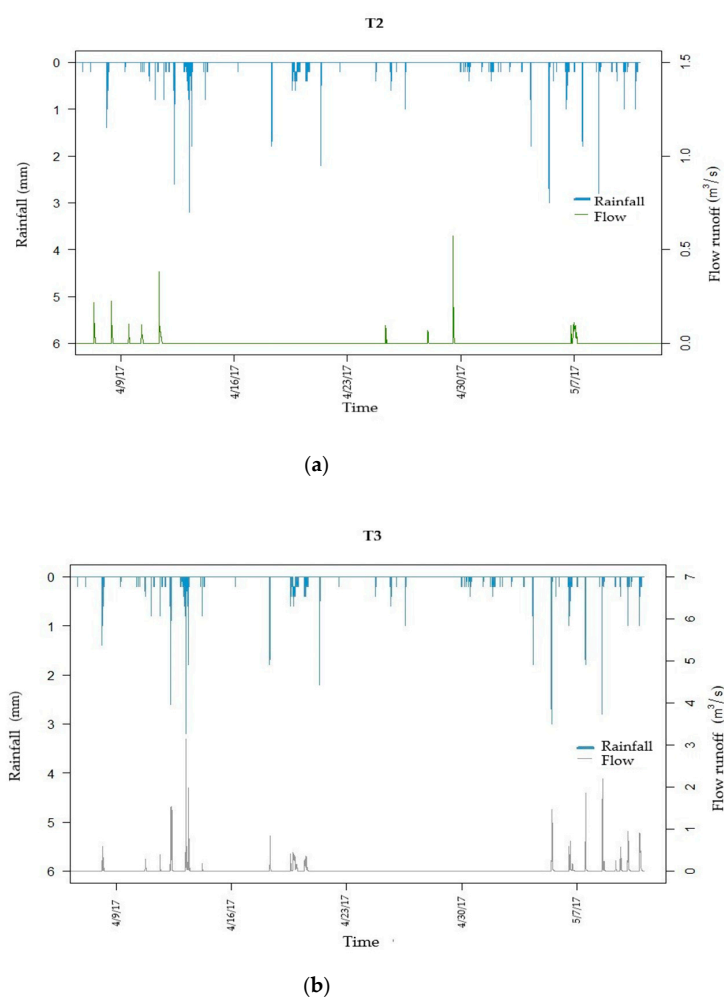 T2
0
1
2
3
4
5
6
Rainfall (mm)
1.5
1.0
0.5
0.0
Flow runoff (m³/s)
Rainfall
Flow
4/9/17
4/16/17
4/23/17
4/30/17
5/7/17
Time
(a)
T3
0
1
2
3
4
5
6
Rainfall (mm)
7
6
5
4
3
2
1
0
Flow runoff (m³/s)
Rainfall
Flow
4/9/17
4/16/17
4/23/17
4/30/17
5/7/17
Time
(b)